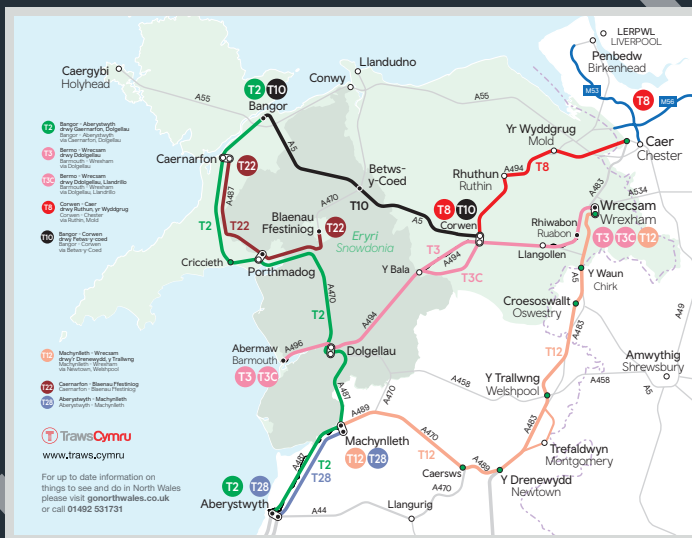 LERPWL
LIVERPOOL
Penbedw
Birkenhead
M53
M56
T8
Caer
Chester
Caergybi
Holyhead
A55
Llandudno
Conwy
A55
T2 T10
Bangor
A5
Yr Wyddgrug
Mold
A494
T8
Rhuthun
Ruthin
Caernarfon
T22
A487
Betws-
y-Coed
A470
T10
A5
T8 T10
Corwen
A483
A534
Wrecsam
Wrexham
T3 T3C T12
Rhiwabon
Ruabon
Llangollen
T2
T22
Blaenau
Ffestiniog
T22
Eryri
Snowdonia
T3
A494
T3C
Y Bala
Criccieth
Porthmadog
A5
Y Waun
Chirk
A470
T2
A494
Croesoswallt
Oswestry
A483
A49
Abermaw
Barmouth
A496
T3 T3C
Dolgellau
T12
Amwythig
Shrewsbury
A487
A470
A458
Y Trallwng
Welshpool
A458
A5
A489
Machynlleth
T12 T28
A470
T12
A483
Trefaldwyn
Montgomery
Caersws
A489
Y Drenewydd
Newtown
A487
T2
T28
T2 T28
Aberystwyth
A44
A470
Llangurig
T2
Bangor - Aberystwyth
drwy Caernarfon, Dolgellau
Bangor - Aberystwyth
via Caernarfon, Dolgellau
T3
Bermo - Wrecsam
drwy Ddolgellau
Barmouth - Wrexham
via Dolgellau
T3C
Bermo - Wrecsam
drwy Ddolgellau, Llandrillo
Barmouth - Wrexham
via Dolgellau, Llandrillo
T8
Corwen - Caer
drwy Ruthun, yr Wyddgrug
Corwen - Chester
via Ruthin, Mold
T10
Bangor - Corwen
drwy Fetws-y-coed
Bangor - Corwen
via Betws-y-Coed
T12
Machynlleth - Wrecsam
drwy'r Drenewydd, y Trallwng
Machynlleth - Wrexham
via Newtown, Welshpool
T22
Caernarfon - Blaenau Ffestiniog
Caernarfon - Blaenau Ffestiniog
T28
Aberystwyth - Machynlleth
Aberystwyth - Machynlleth
T TrawsCymru
www.traws.cymru
For up to date information on
things to see and do in North Wales
please visit gonorthwales.co.uk
or call 01492 531731